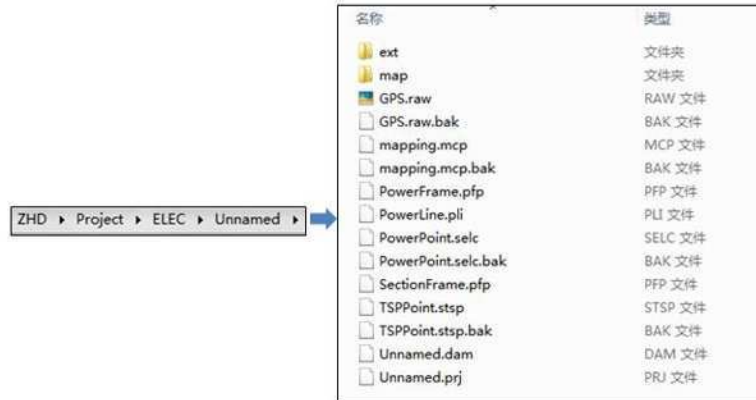 名称 类型
ext 文件夹
map 文件夹
GPS.raw RAW 文件
GPS.raw.bak BAK 文件
mapping.mcp MCP 文件
mapping.mcp.bak BAK 文件
PowerFrame.pfp PFP 文件
PowerLine.pli PLI 文件
PowerPoint.selc SELC 文件
PowerPoint.selc.bak BAK 文件
SectionFrame.pfp PFP 文件
TSPPoint.stsp STSP 文件
TSPPoint.stsp.bak BAK 文件
Unnamed.dam DAM 文件
Unnamed.prj PRJ 文件
ZHD ▸ Project ▸ ELEC ▸ Unnamed ▸